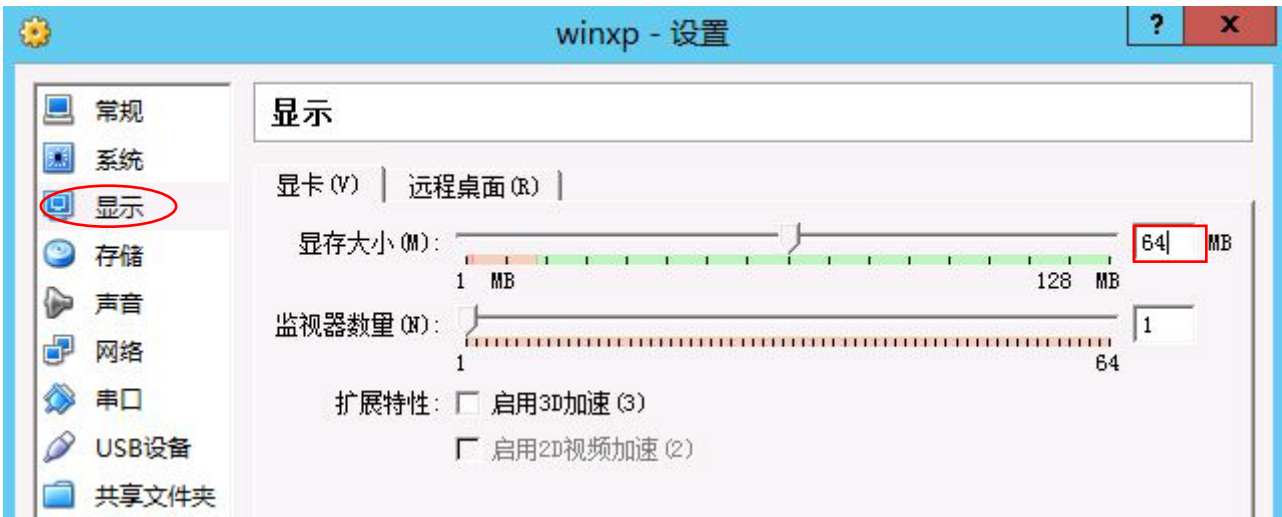 winxp - 设置
? x
常规
系统
显示
存储
声音
网络
串口
USB设备
共享文件夹
显示
显卡(V) 远程桌面(R)
显存大小(M): 64 MB
1 MB 128 MB
监视器数量(N): 1
1 64
扩展特性: 启用3D加速(3)
启用2D视频加速(2)